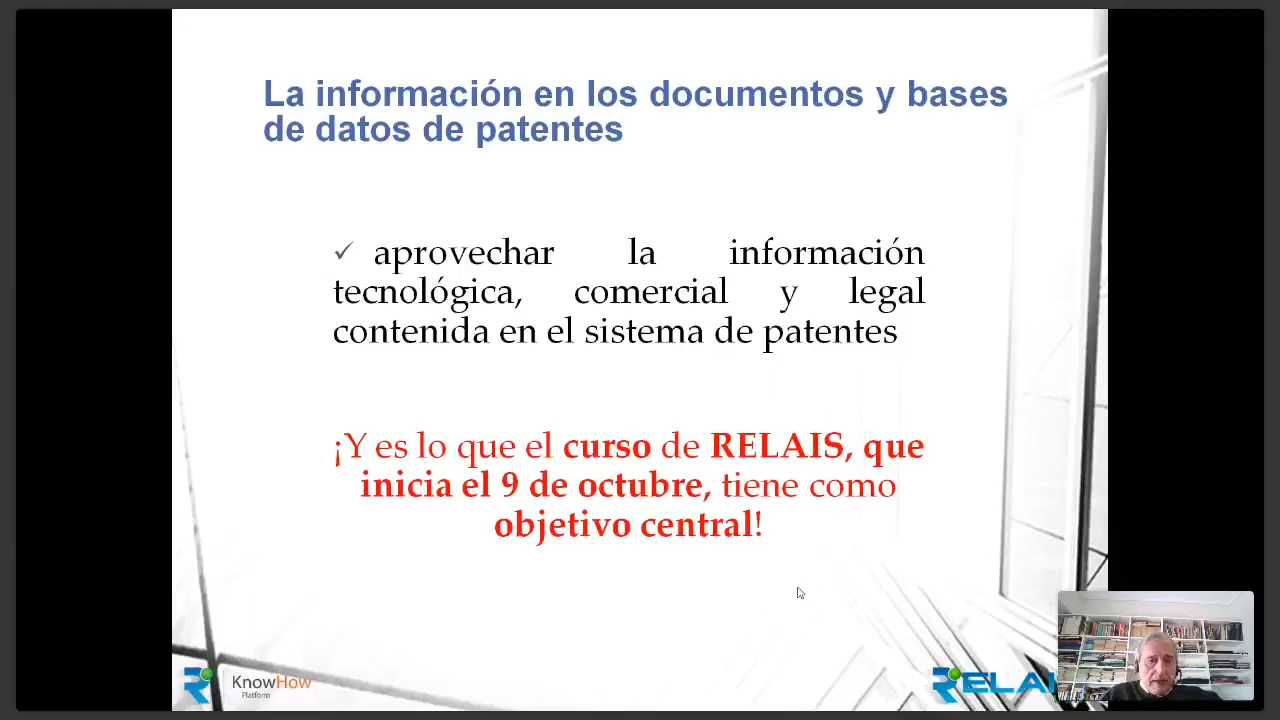 La información en los documentos y bases
de datos de patentes
✓ aprovechar la información
tecnológica, comercial y legal
contenida en el sistema de patentes
¡Y es lo que el curso de RELAIS, que
inicia el 9 de octubre, tiene como
objetivo central!
KnowHow
Platform
RELAI